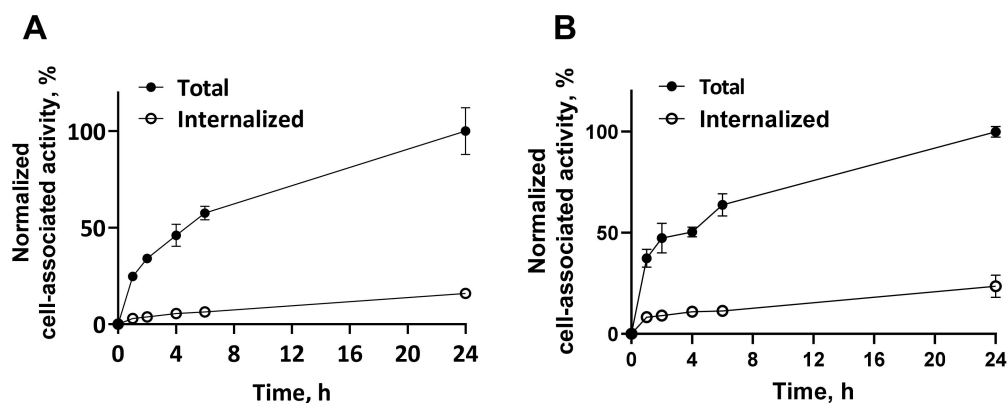 A
Normalized
cell-associated activity, %
Total
Internalized
100
50
0
0 4 8 12 16 20 24
Time, h
B
Normalized
cell-associated activity, %
Total
Internalized
100
50
0
0 4 8 12 16 20 24
Time, h